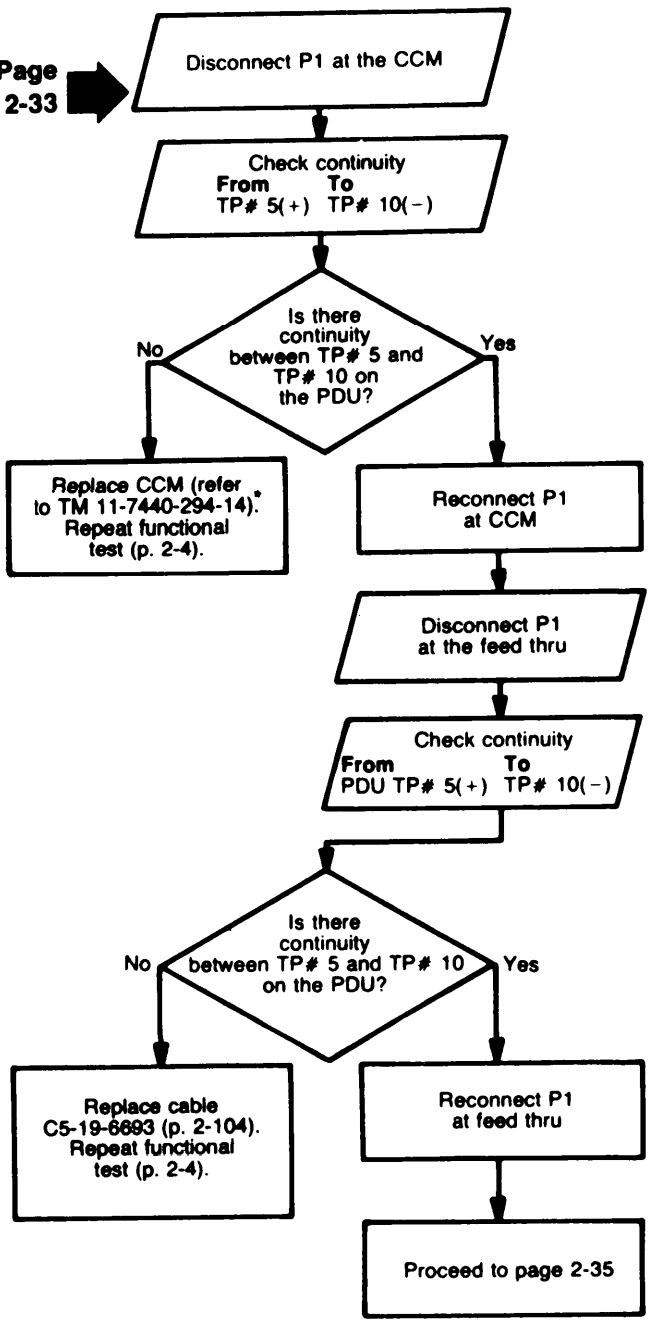 Page
2-33
Disconnect P1 at the CCM
Check continuity
From To
TP# 5(+) TP# 10(-)
Is there
continuity
between TP# 5 and
TP# 10 on
the PDU?
No
Yes
Replace CCM (refer
to TM 11-7440-294-14).*
Repeat functional
test (p. 2-4).
Reconnect P1
at CCM
Disconnect P1
at the feed thru
Check continuity
From To
PDU TP# 5(+) TP# 10(-)
Is there
continuity
between TP# 5 and TP# 10
on the PDU?
No
Yes
Replace cable
C5-19-6693 (p. 2-104).
Repeat functional
test (p. 2-4).
Reconnect P1
at feed thru
Proceed to page 2-35